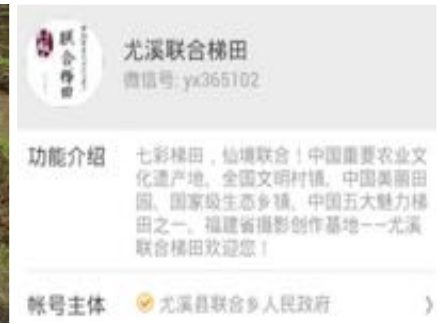 联合梯田
尤溪联合梯田
微信号: yx365102
功能介绍
七彩梯田，仙境联合！中国重要农业文
化遗产地、全国文明村镇、中国美丽田
园、国家级生态乡镇、中国五大魅力梯
田之一、福建省摄影创作基地--尤溪
联合梯田欢迎您！
帐号主体
尤溪县联合乡人民政府